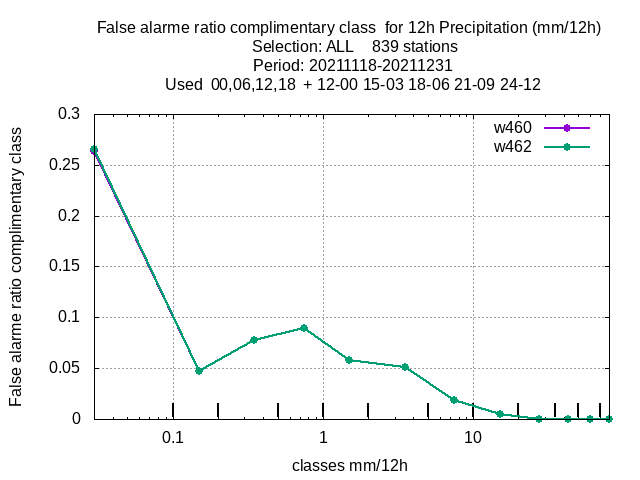 False alarme ratio complimentary class  for 12h Precipitation (mm/12h)
Selection: ALL    839 stations
Period: 20211118-20211231
Used  00,06,12,18  + 12-00 15-03 18-06 21-09 24-12
w460
w462
False alarme ratio complimentary class
0.3
0.25
0.2
0.15
0.1
0.05
0
0.1
1
10
classes mm/12h